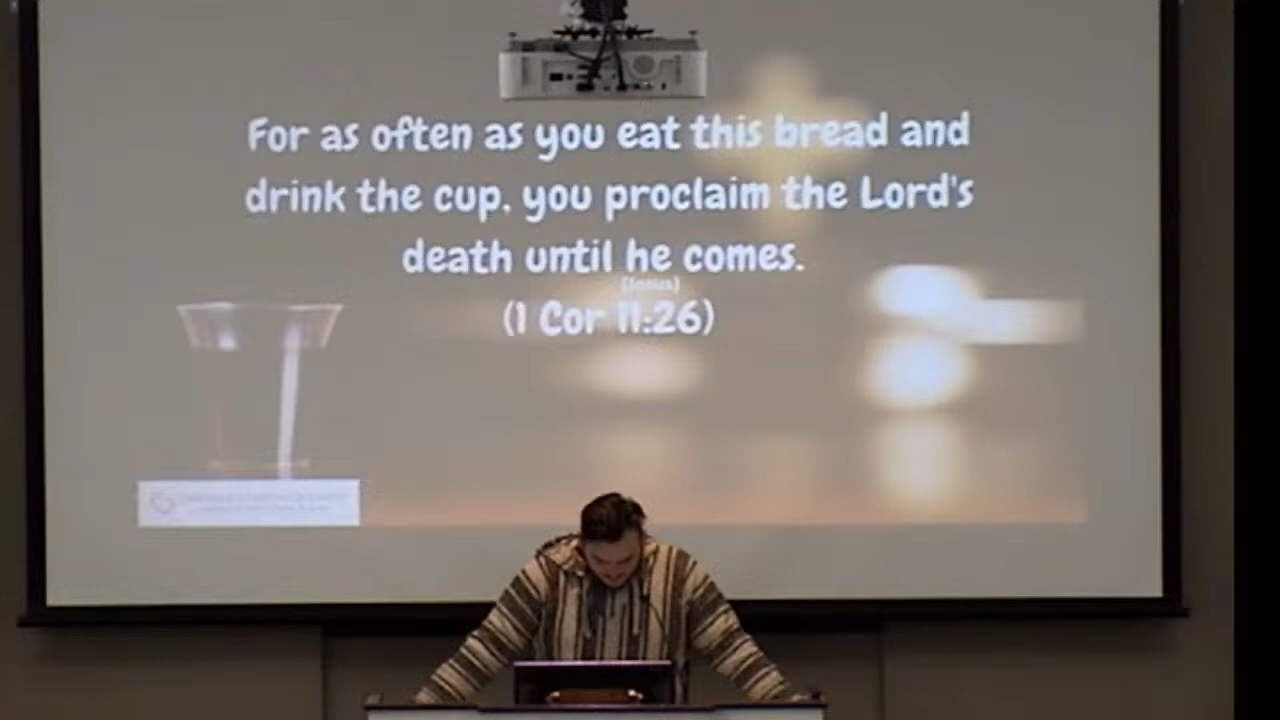 For as often as you eat this bread and
drink the cup, you proclaim the Lord's
death until he comes.
(Jesus)
(1 Cor 11:26)